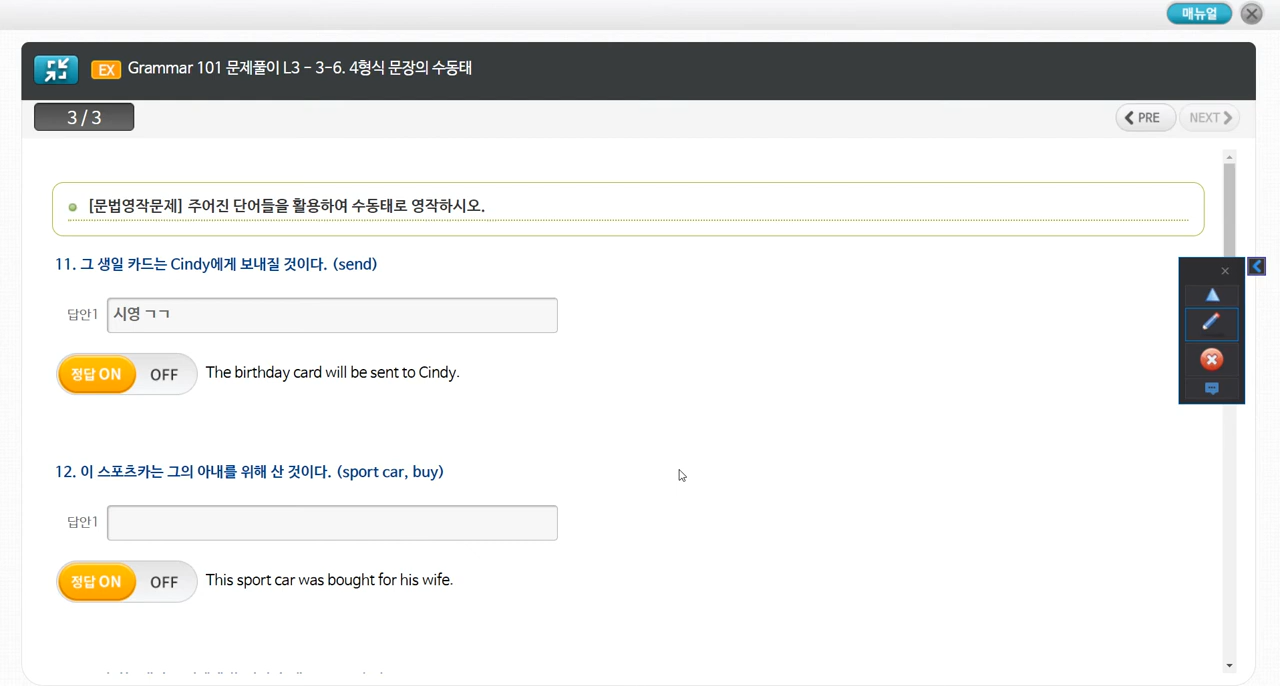 매뉴얼
EX Grammar 101 문제풀이 L3 - 3-6. 4형식 문장의 수동태
3 / 3
PRE NEXT
[문법영작문제] 주어진 단어들을 활용하여 수동태로 영작하시오.
11. 그 생일 카드는 Cindy에게 보내질 것이다. (send)
답안1 시영 ㄱㄱ
정답 ON OFF The birthday card will be sent to Cindy.
12. 이 스포츠카는 그의 아내를 위해 산 것이다. (sport car, buy)
답안1
정답 ON OFF This sport car was bought for his wife.